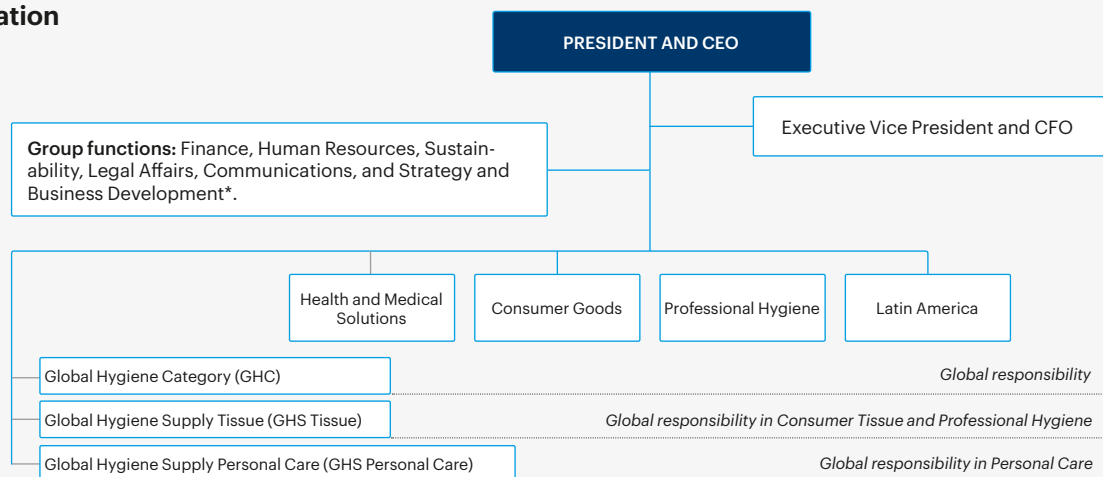 ation
PRESIDENT AND CEO
Executive Vice President and CFO
Group functions: Finance, Human Resources, Sustain-
ability, Legal Affairs, Communications, and Strategy and
Business Development*.
Health and Medical
Solutions
Consumer Goods
Professional Hygiene
Latin America
Global Hygiene Category (GHC)
Global responsibility
Global Hygiene Supply Tissue (GHS Tissue)
Global responsibility in Consumer Tissue and Professional Hygiene
Global Hygiene Supply Personal Care (GHS Personal Care)
Global responsibility in Personal Care